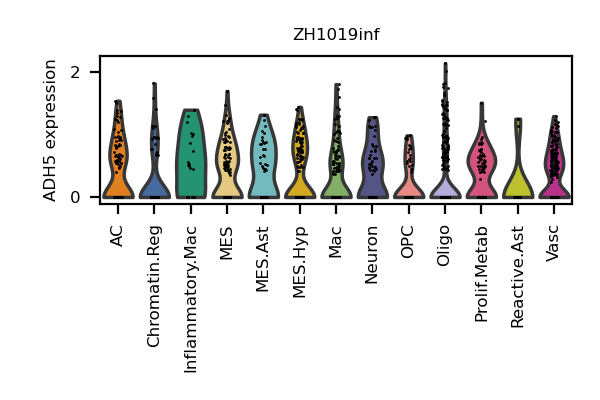 ZH1019inf
ADH5 expression
2
0
AC
Chromatin.Reg
Inflammatory.Mac
MES
MES.Ast
MES.Hyp
Mac
Neuron
OPC
Oligo
Prolif.Metab
Reactive.Ast
Vasc